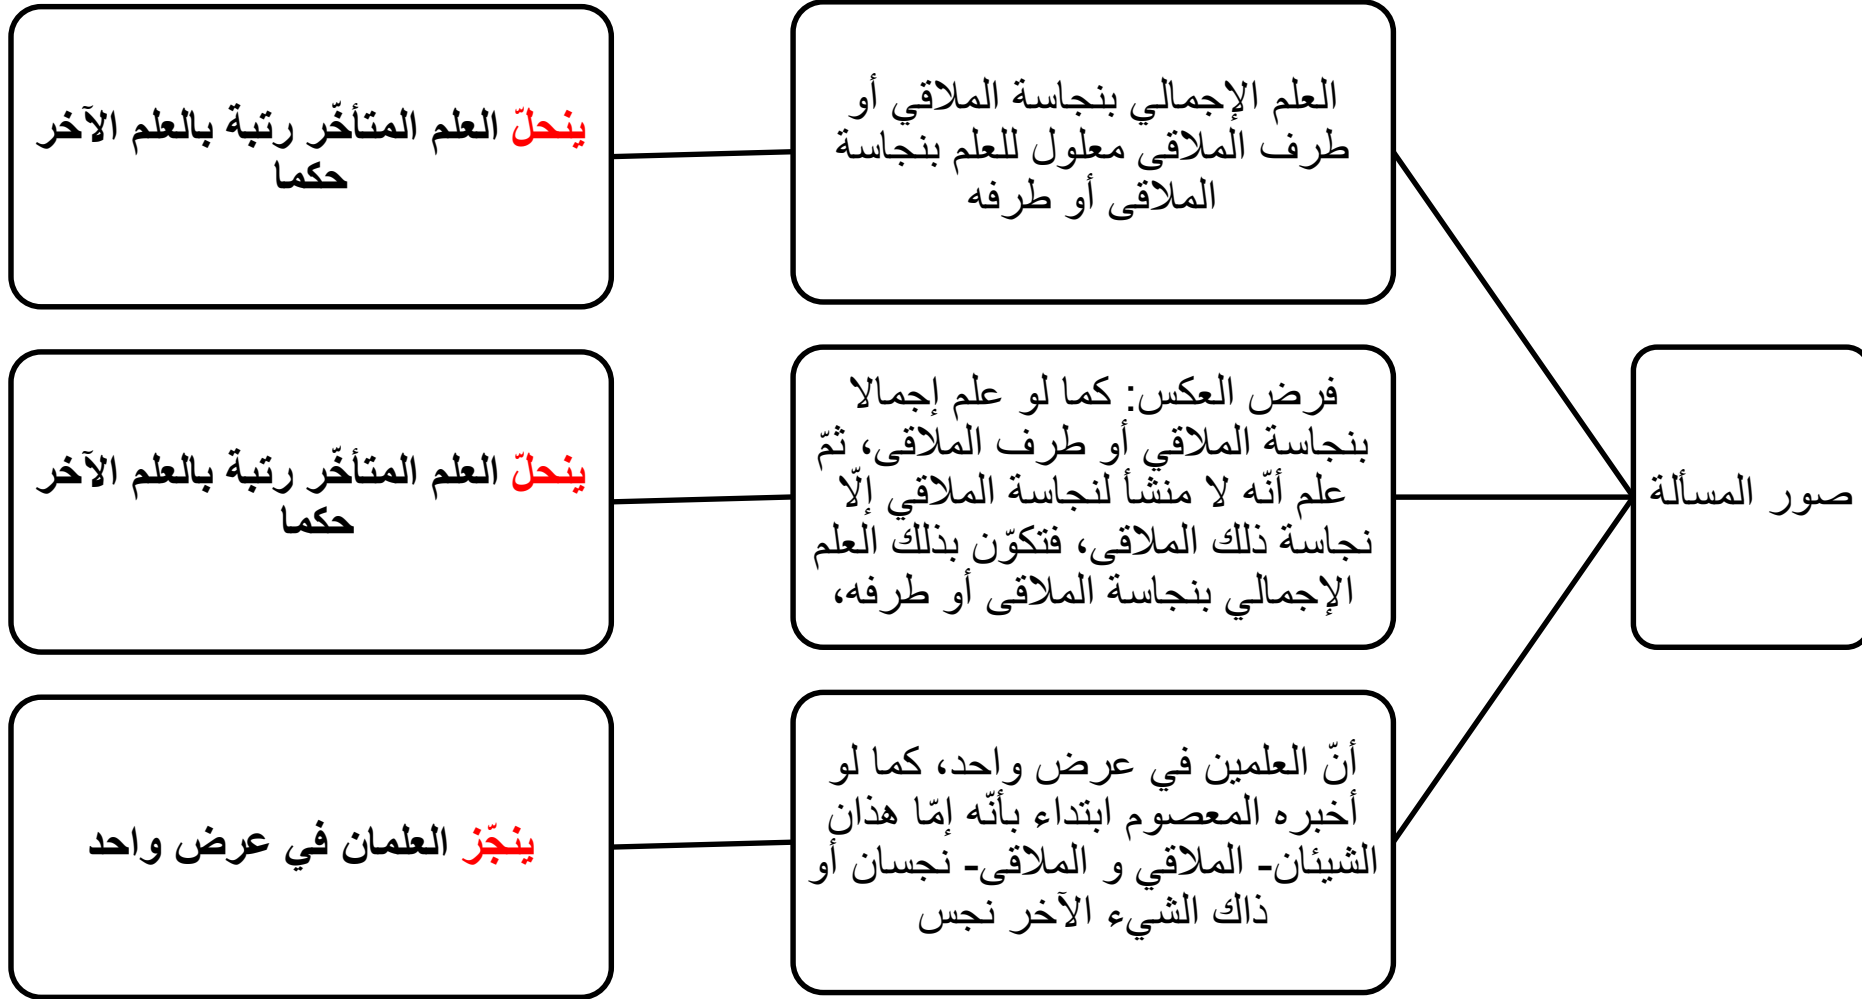 صور المسألة
العلم الإجمالي بنجاسة الملاقي أو
طرف الملاقى معلول للعلم بنجاسة
الملاقى أو طرفه
ينحلّ العلم المتأخّر رتبة بالعلم الآخر
حكما
فرض العكس: كما لو علم إجمالا
بنجاسة الملاقي أو طرف الملاقى، ثمّ
علم أنّه لا منشأ لنجاسة الملاقي إلّا
نجاسة ذلك الملاقى، فتكوّن بذلك العلم
الإجمالي بنجاسة الملاقى أو طرفه،
ينحلّ العلم المتأخّر رتبة بالعلم الآخر
حكما
أنّ العلمين في عرض واحد، كما لو
أخبره المعصوم ابتداء بأنّه إمّا هذان
الشيئان- الملاقي و الملاقى- نجسان أو
ذاك الشيء الآخر نجس
ينجّز العلمان في عرض واحد